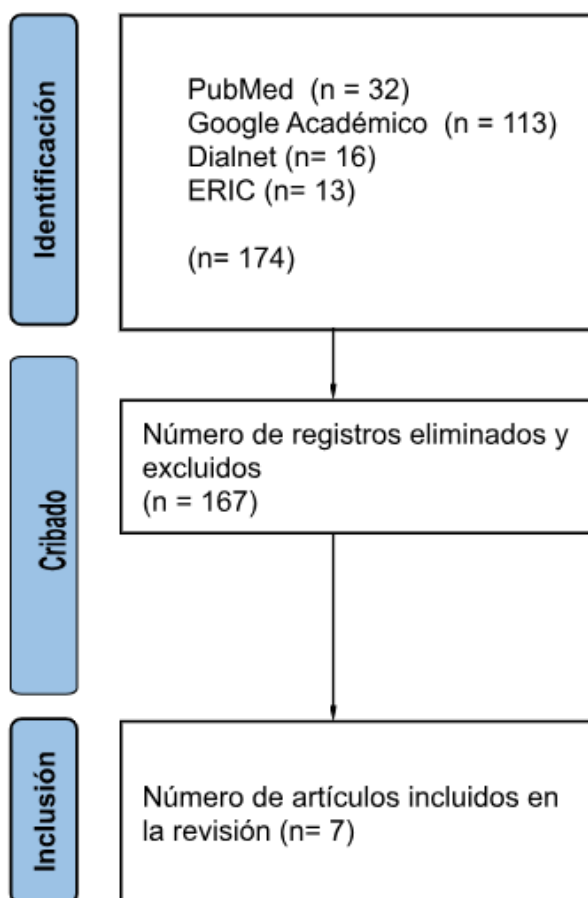 Identificación
PubMed (n = 32)
Google Académico (n = 113)
Dialnet (n= 16)
ERIC (n= 13)
(n= 174)
Cribado
Número de registros eliminados y
excluidos
(n = 167)
Inclusión
Número de artículos incluidos en
la revisión (n= 7)